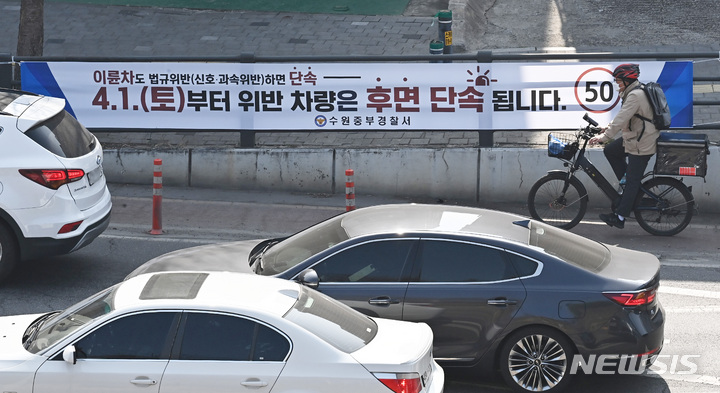 이륜차도 법규위반(신호·과속위반)하면 단속
4.1.(토)부터 위반 차량은 후면 단속 됩니다.
50
수원중부경찰서
NEWSIS